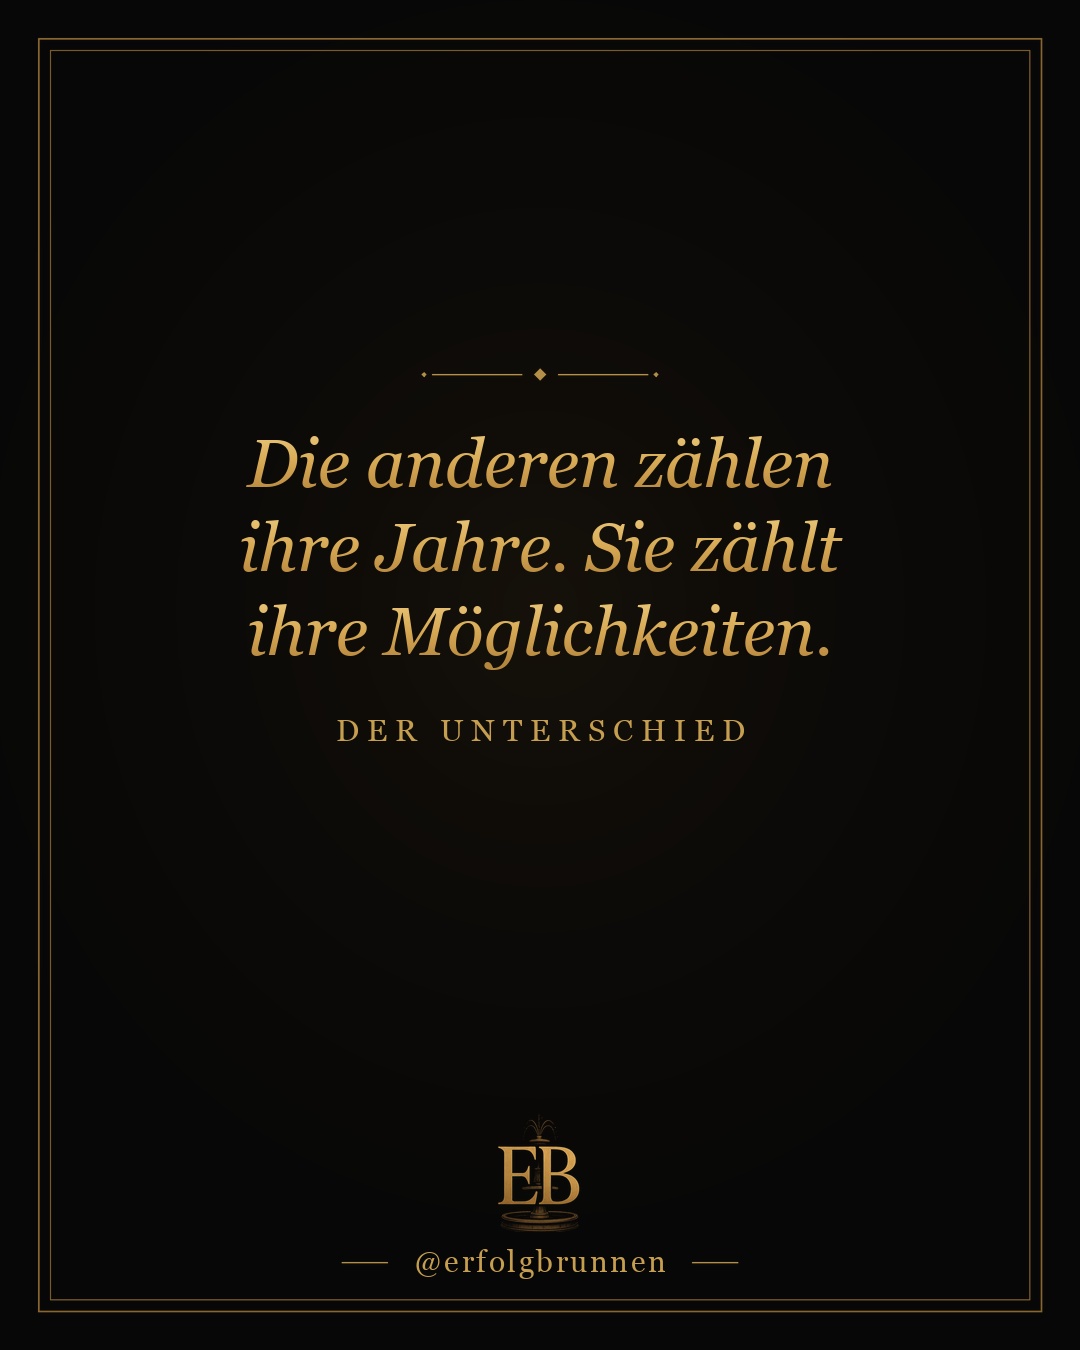 Die anderen zählen
ihre Jahre. Sie zählt
ihre Möglichkeiten.
DER UNTERSCHIED
EB
@erfolgbrunnen